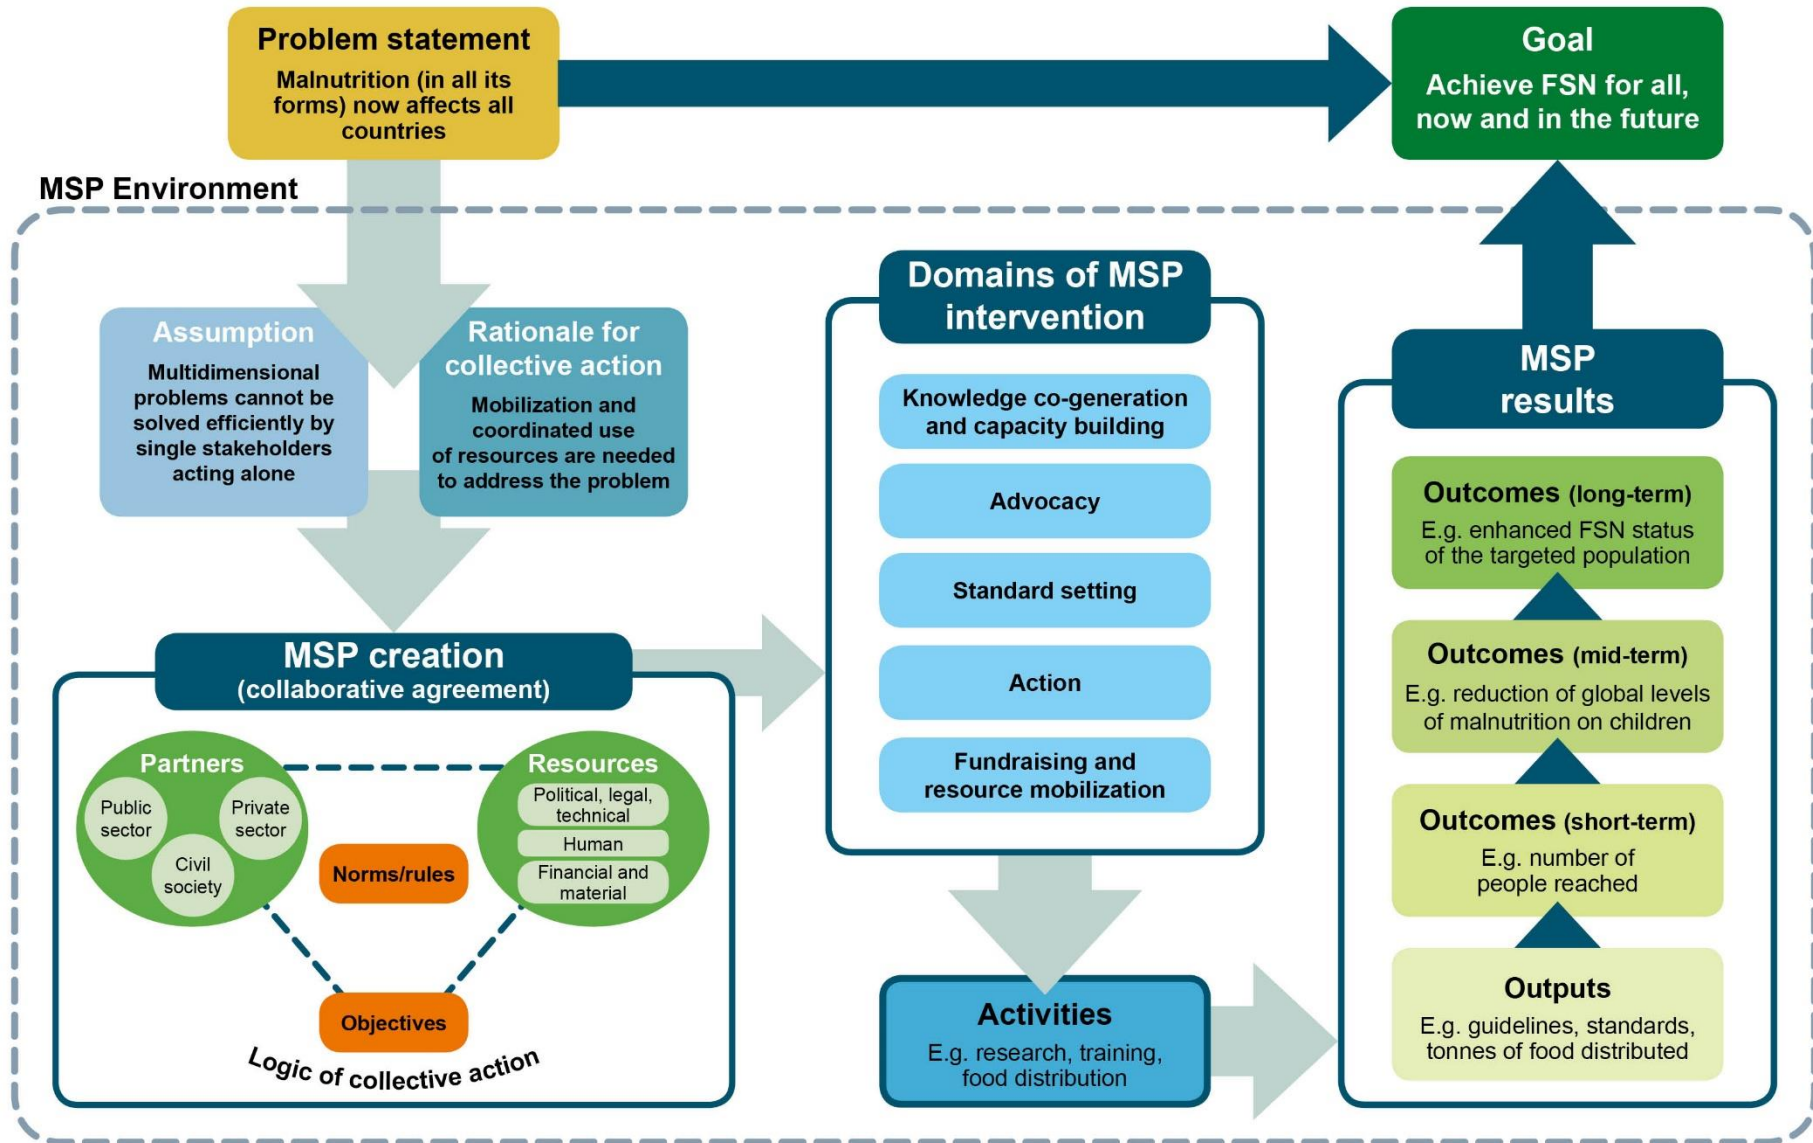 Problem statement
Malnutrition (in all its
forms) now affects all
countries
Goal
Achieve FSN for all,
now and in the future
MSP Environment
Assumption
Multidimensional
problems cannot be
solved efficiently by
single stakeholders
acting alone
Rationale for
collective action
Mobilization and
coordinated use
of resources are needed
to address the problem
MSP creation
(collaborative agreement)
Partners
Public
sector
Private
sector
Civil
society
Resources
Political, legal,
technical
Human
Financial and
material
Norms/rules
Objectives
Logic of collective action
Domains of MSP
intervention
Knowledge co-generation
and capacity building
Advocacy
Standard setting
Action
Fundraising and
resource mobilization
Activities
E.g. research, training,
food distribution
MSP
results
Outcomes (long-term)
E.g. enhanced FSN status
of the targeted population
Outcomes (mid-term)
E.g. reduction of global levels
of malnutrition on children
Outcomes (short-term)
E.g. number of
people reached
Outputs
E.g. guidelines, standards,
tonnes of food distributed